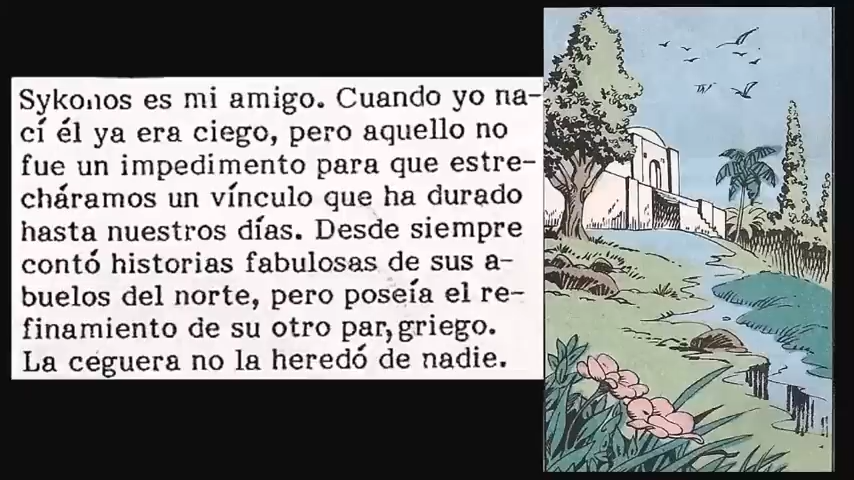 Sykonos es mi amigo. Cuando yo na-
cí él ya era ciego, pero aquello no
fue un impedimento para que estre-
cháramos un vínculo que ha durado
hasta nuestros días. Desde siempre
contó historias fabulosas de sus a-
buelos del norte, pero poseía el re-
finamiento de su otro par, griego.
La ceguera no la heredó de nadie.